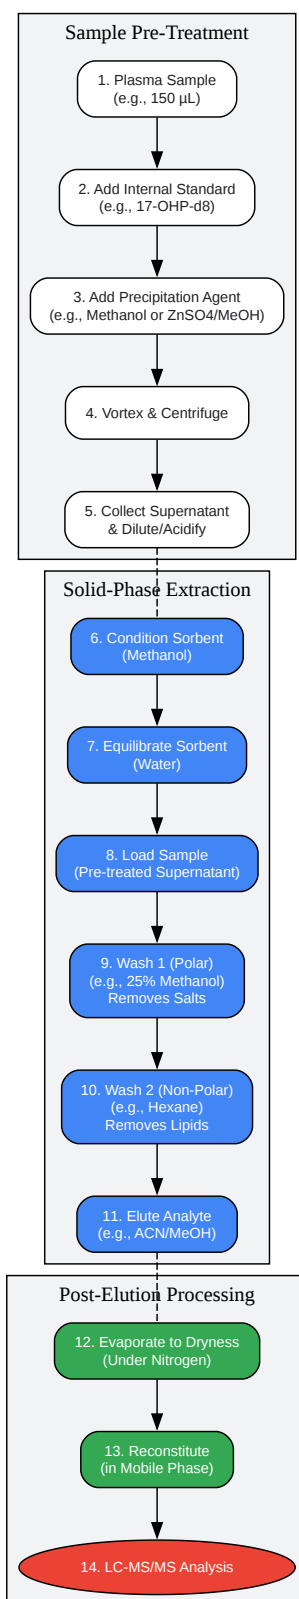 Sample Pre-Treatment
1. Plasma Sample
(e.g., 150 µL)
2. Add Internal Standard
(e.g., 17-OHP-d8)
3. Add Precipitation Agent
(e.g., Methanol or ZnSO4/MeOH)
4. Vortex & Centrifuge
5. Collect Supernatant
& Dilute/Acidify
Solid-Phase Extraction
6. Condition Sorbent
(Methanol)
7. Equilibrate Sorbent
(Water)
8. Load Sample
(Pre-treated Supernatant)
9. Wash 1 (Polar)
(e.g., 25% Methanol)
Removes Salts
10. Wash 2 (Non-Polar)
(e.g., Hexane)
Removes Lipids
11. Elute Analyte
(e.g., ACN/MeOH)
Post-Elution Processing
12. Evaporate to Dryness
(Under Nitrogen)
13. Reconstitute
(in Mobile Phase)
14. LC-MS/MS Analysis